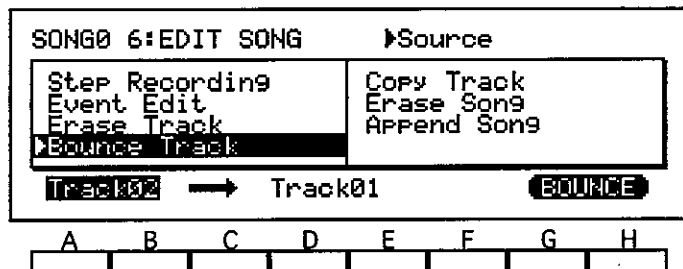 SONG0 6:EDIT SONG ▶Source
Step Recording
Event Edit
Erase Track
▶Bounce Track
Copy Track
Erase Song
Append Song
Track02 → Track01 BOUNCE
A B C D E F G H